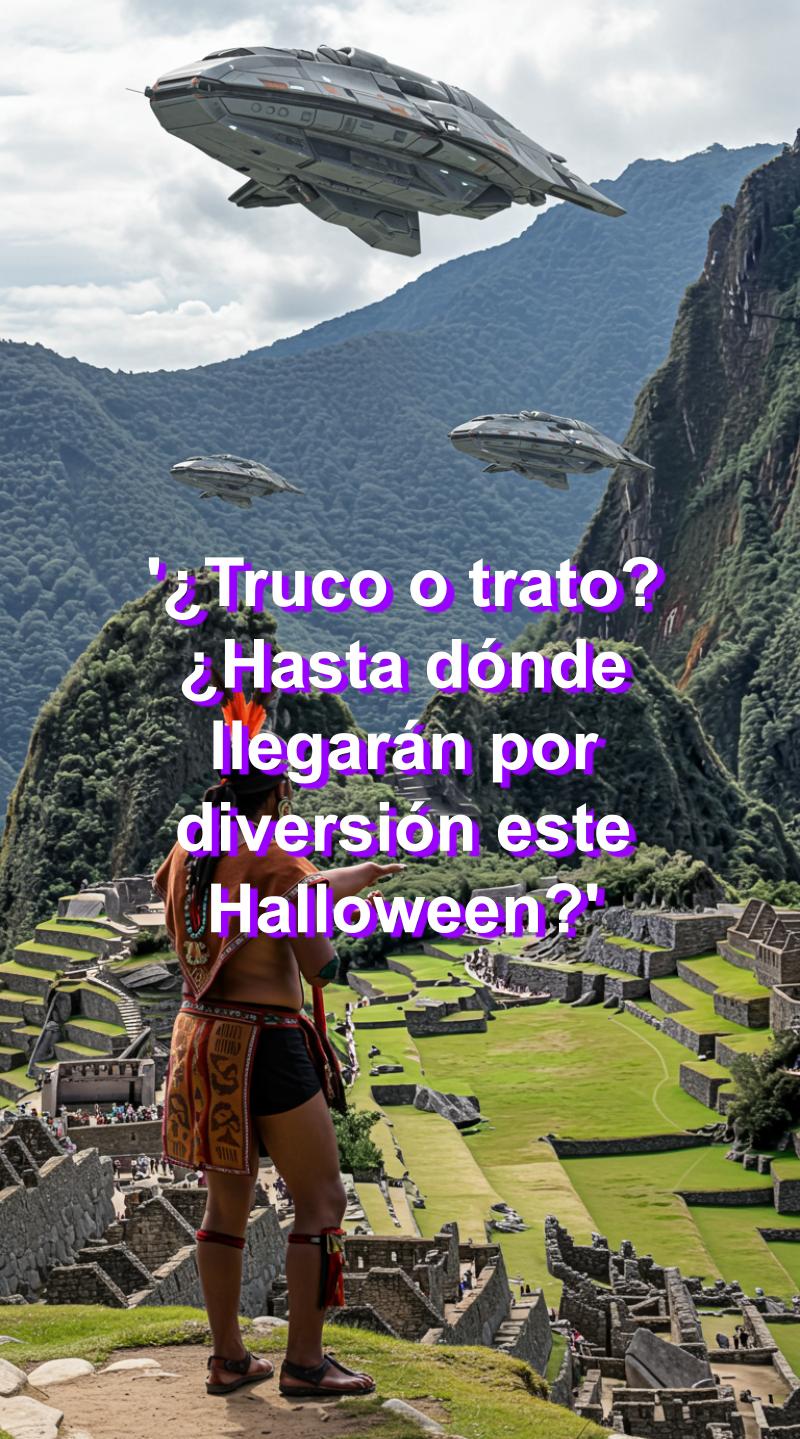 '¿Truco o trato?
¿Hasta dónde
llegarán por
diversión este
Halloween?'